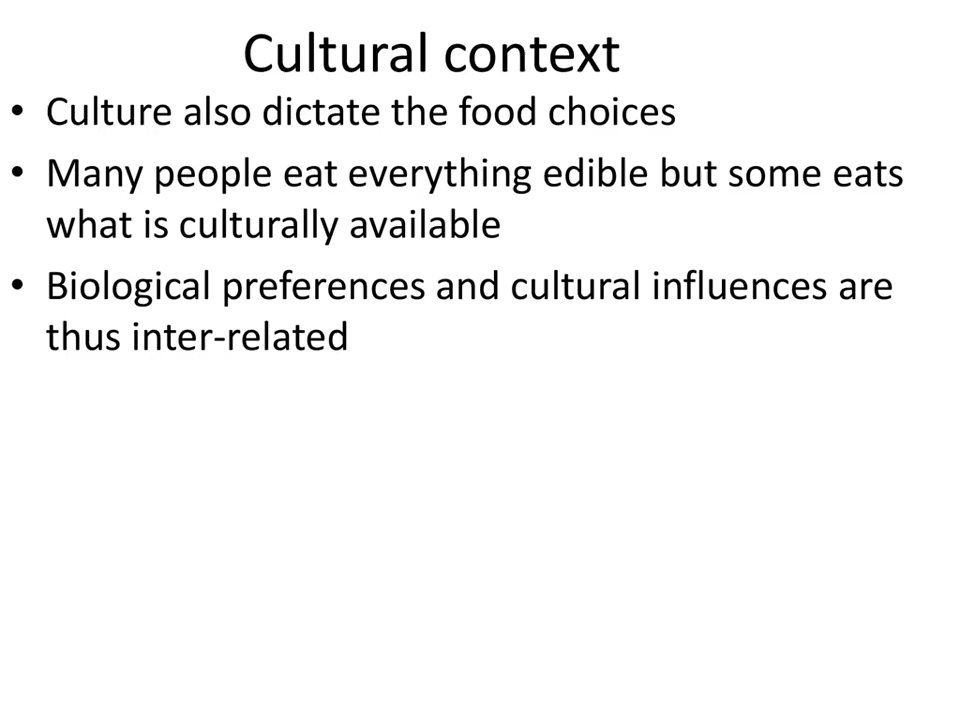 Cultural context
• Culture also dictate the food choices
• Many people eat everything edible but some eats
what is culturally available
• Biological preferences and cultural influences are
thus inter-related